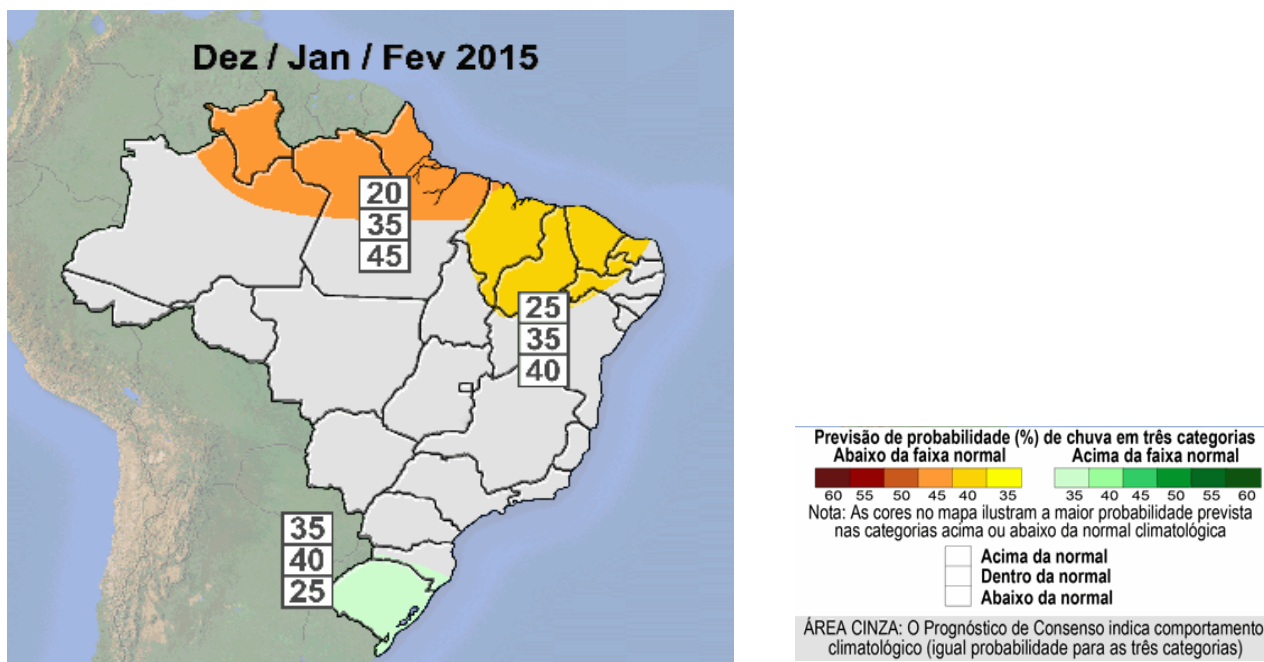 Dez / Jan / Fev 2015
20
35
45
25
35
40
35
40
25
Previsão de probabilidade (%) de chuva em três categorias
Abaixo da faixa normal Acima da faixa normal
60 55 50 45 40 35 35 40 45 50 55 60
Nota: As cores no mapa ilustram a maior probabilidade prevista
nas categorias acima ou abaixo da normal climatológica
Acima da normal
Dentro da normal
Abaixo da normal
ÁREA CINZA: O Prognóstico de Consenso indica comportamento
climatológico (igual probabilidade para as três categorias)